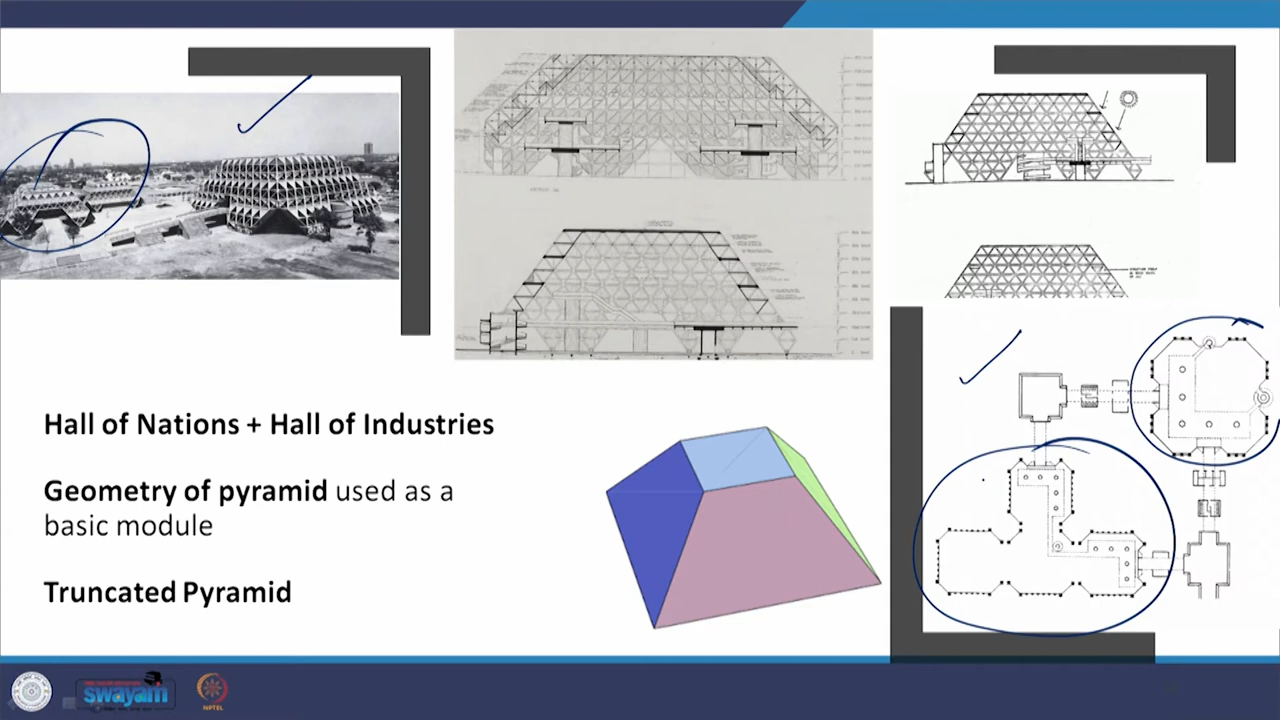 Hall of Nations + Hall of Industries
Geometry of pyramid used as a
basic module
Truncated Pyramid
swayam
NPTEL